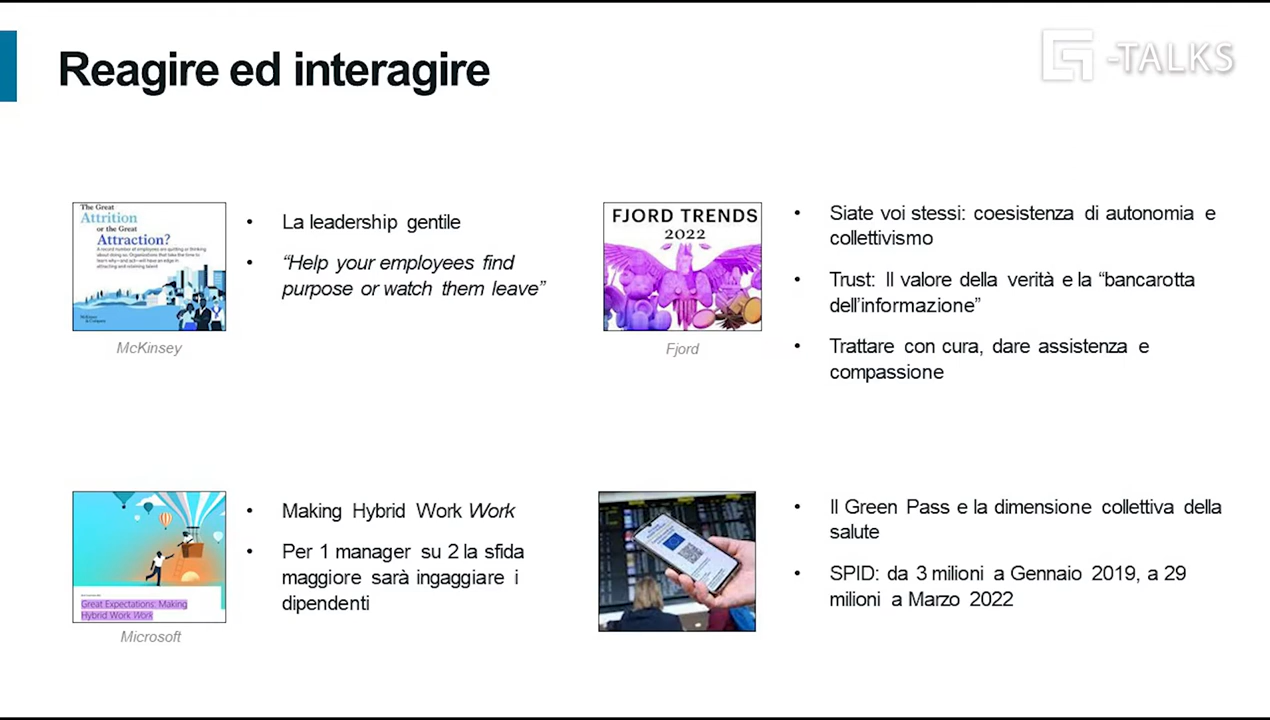 Reagire ed interagire
-TALKS
The Great
Attrition
or the Great
Attraction?
A record number of employees are quitting or thinking
about doing so. Organizations that take the time to
learn why—and act—will have an edge in
attracting and retaining talent
McKinsey
& Company
McKinsey
• La leadership gentile
• “Help your employees find
purpose or watch them leave”
FJORD TRENDS
2022
Fjord
• Siate voi stessi: coesistenza di autonomia e
collettivismo
• Trust: Il valore della verità e la “bancarotta
dell’informazione”
• Trattare con cura, dare assistenza e
compassione
Great Expectations: Making
Hybrid Work Work
Microsoft
• Making Hybrid Work Work
• Per 1 manager su 2 la sfida
maggiore sarà ingaggiare i
dipendenti
• Il Green Pass e la dimensione collettiva della
salute
• SPID: da 3 milioni a Gennaio 2019, a 29
milioni a Marzo 2022